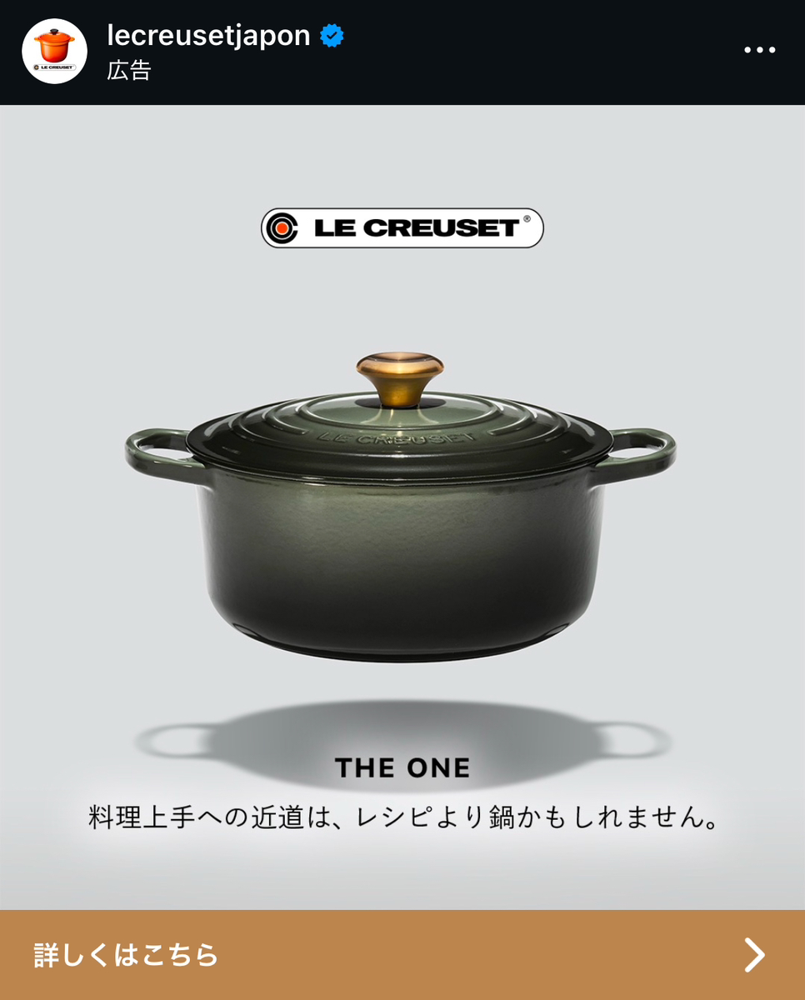 lecreusetjapon
広告
LE CREUSET®
LE CREUSET
THE ONE
料理上手への近道は、レシピより鍋かもしれません。
詳しくはこちら